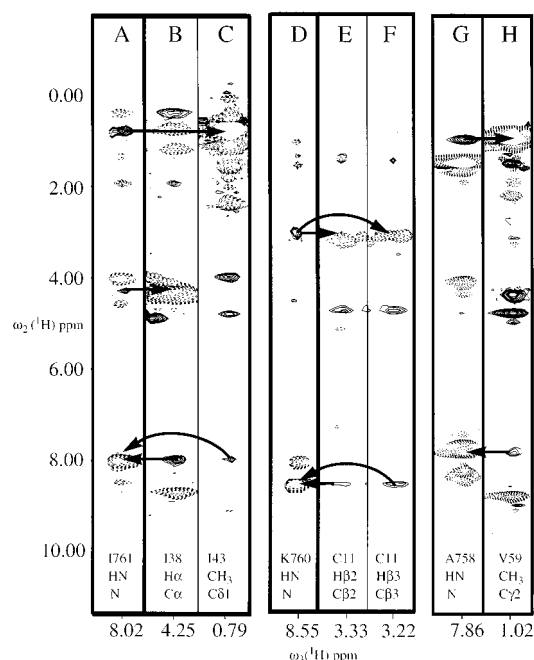 A B C D E F G H
0.00
2.00
4.00
ω2 (1H) ppm
6.00
8.00
10.00
I761 I38 I43 K760 C11 C11 A758 V59
HN Hα CH3 HN Hβ2 Hβ3 HN CH3
N Cα Cδ1 N Cβ2 Cβ3 N Cγ2
8.02 4.25 0.79 8.55 3.33 3.22 7.86 1.02
ω3(1H) ppm